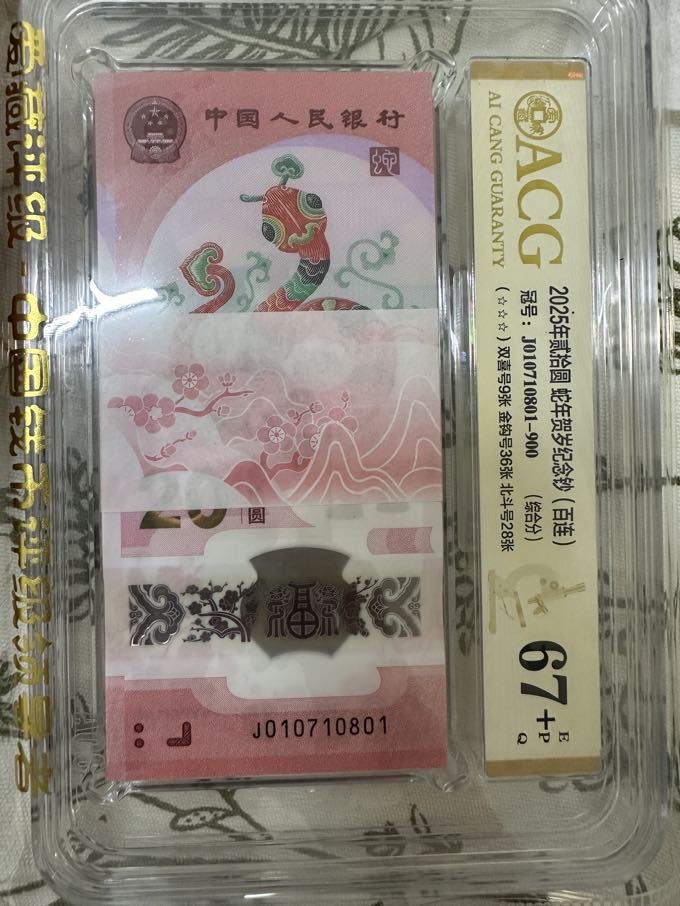 爱藏评级·中国钱币评级领导者
中国人民银行
蛇
20
圆
福
J010710801
ACG
AI CANG GUARANTY
2025年贰拾圆 蛇年贺岁纪念钞（百连）
冠号：J010710801-900
（综合分）
(☆☆☆) 双喜号9张 金钩号36张 北斗号28张
67+
E
P
Q